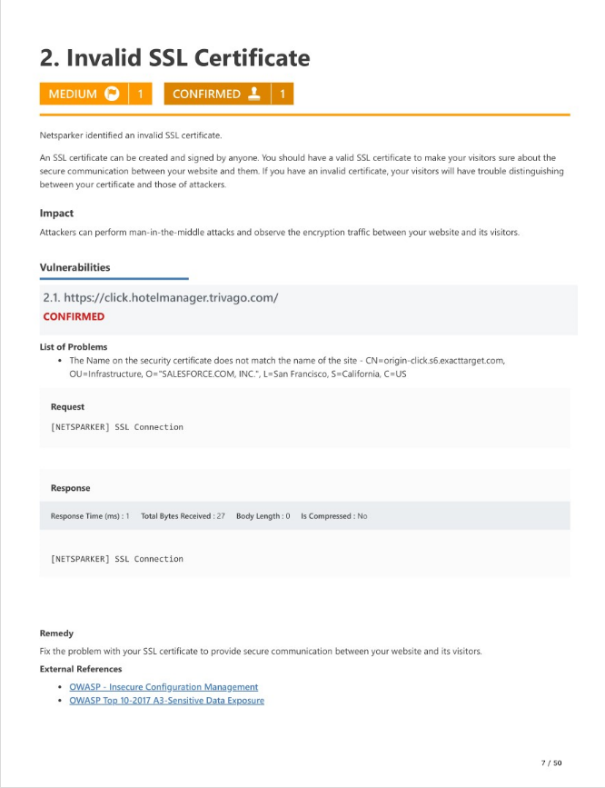 2. Invalid SSL Certificate
MEDIUM 1 CONFIRMED 1
Netsparker identified an invalid SSL certificate.
An SSL certificate can be created and signed by anyone. You should have a valid SSL certificate to make your visitors sure about the
secure communication between your website and them. If you have an invalid certificate, your visitors will have trouble distinguishing
between your certificate and those of attackers.
Impact
Attackers can perform man-in-the-middle attacks and observe the encryption traffic between your website and its visitors.
Vulnerabilities
2.1. https://click.hotelmanager.trivago.com/
CONFIRMED
List of Problems
• The Name on the security certificate does not match the name of the site - CN=origin-click.s6.exacttarget.com,
OU=Infrastructure, O="SALESFORCE.COM, INC.", L=San Francisco, S=California, C=US
Request
[NETSPARKER] SSL Connection
Response
Response Time (ms) : 1 Total Bytes Received : 27 Body Length : 0 Is Compressed : No
[NETSPARKER] SSL Connection
Remedy
Fix the problem with your SSL certificate to provide secure communication between your website and its visitors.
External References
• OWASP - Insecure Configuration Management
• OWASP Top 10-2017 A3-Sensitive Data Exposure
7 / 50